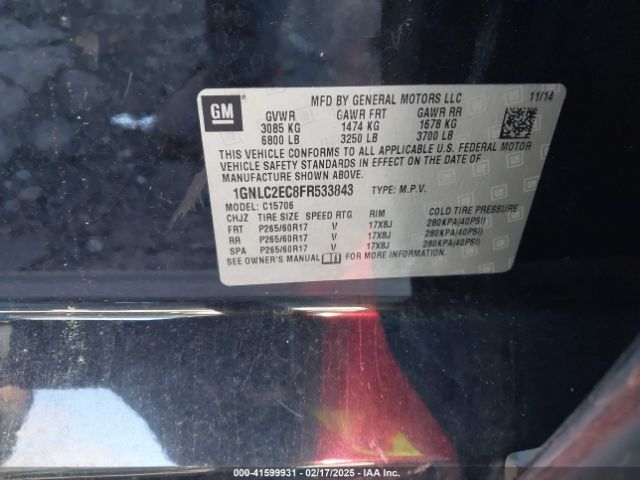 GM
MFD BY GENERAL MOTORS LLC 11/14
GVWR GAWR FRT GAWR RR
3085 KG 1474 KG 1678 KG
6800 LB 3250 LB 3700 LB
THIS VEHICLE CONFORMS TO ALL APPLICABLE U.S. FEDERAL MOTOR
VEHICLE SAFETY STANDARDS IN EFFECT ON THE DATE OF
MANUFACTURE SHOWN ABOVE.
1GNLC2EC8FR533843 TYPE: M.P.V.
MODEL: C15706
CHJZ TIRE SIZE SPEED RTG RIM COLD TIRE PRESSURE
FRT P265/60R17 V 17X8J 280KPA(40PSI)
RR P265/60R17 V 17X8J 280KPA(40PSI)
SPA P265/60R17 V 17X8J 280KPA(40PSI)
SEE OWNER'S MANUAL FOR MORE INFORMATION.
000-41599931 - 02/17/2025 - IAA Inc.